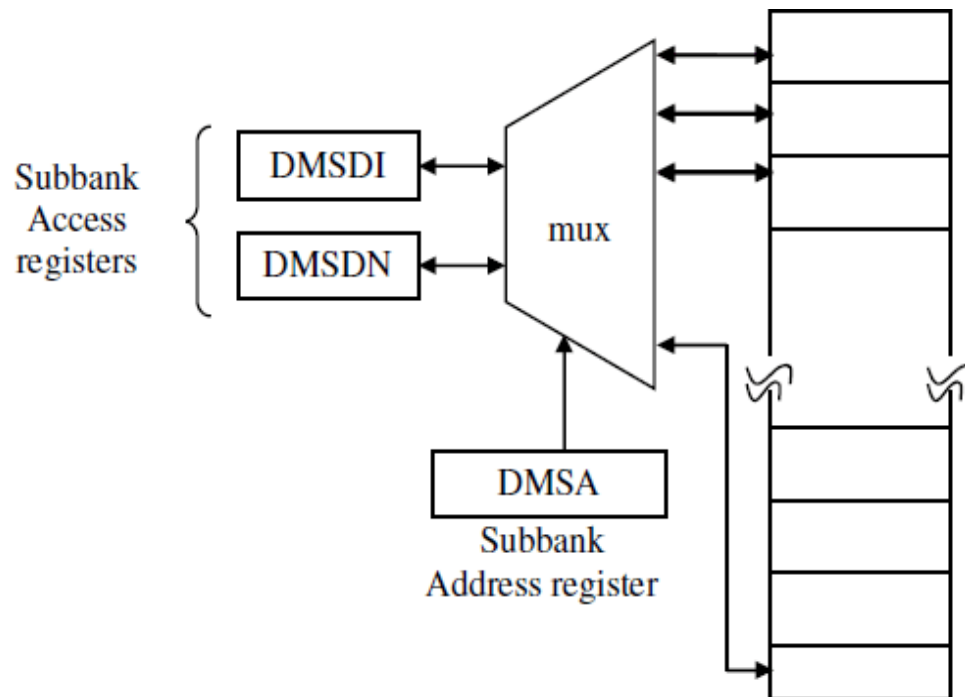 Subbank
Access
registers
DMSDI
DMSDN
mux
DMSA
Subbank
Address register